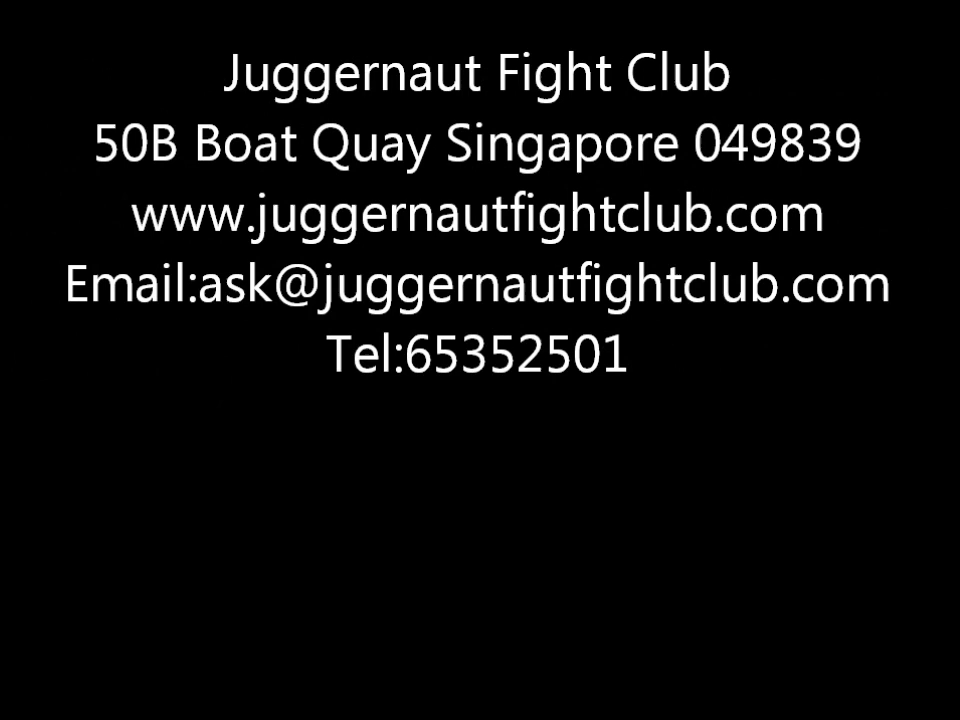 Juggernaut Fight Club
50B Boat Quay Singapore 049839
www.juggernautfightclub.com
Email:ask@juggernautfightclub.com
Tel:65352501